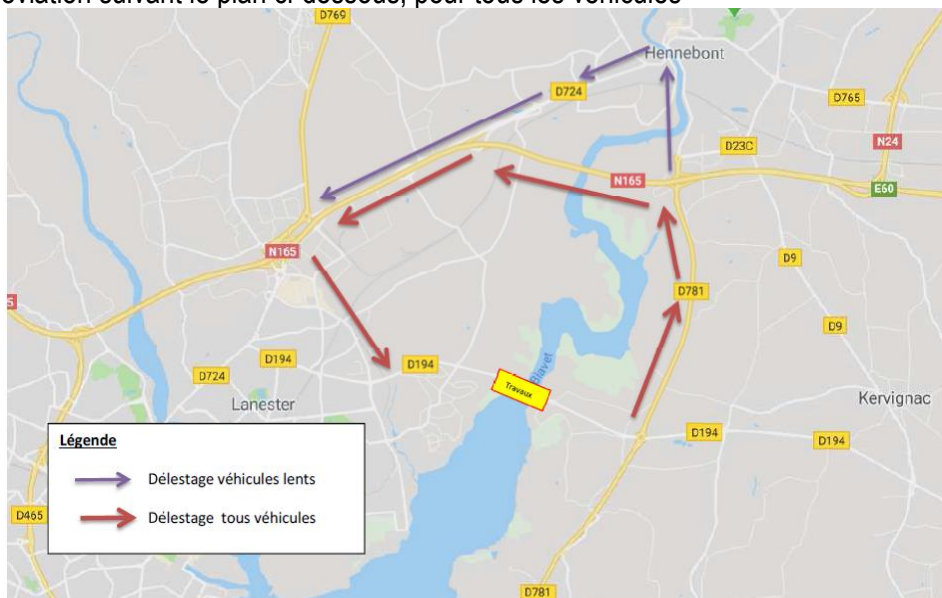 éviation suivant le plan ci-dessous, pour tous les véhicules
D769
Hennebont
D724
D765
D23C
N24
N165
E60
N165
D9
D781
D9
D194
D194
D724
Blavet
Travaux
Lanester
Kervignac
D194
D194
Légende
Délestage véhicules lents
Délestage tous véhicules
D465
D781